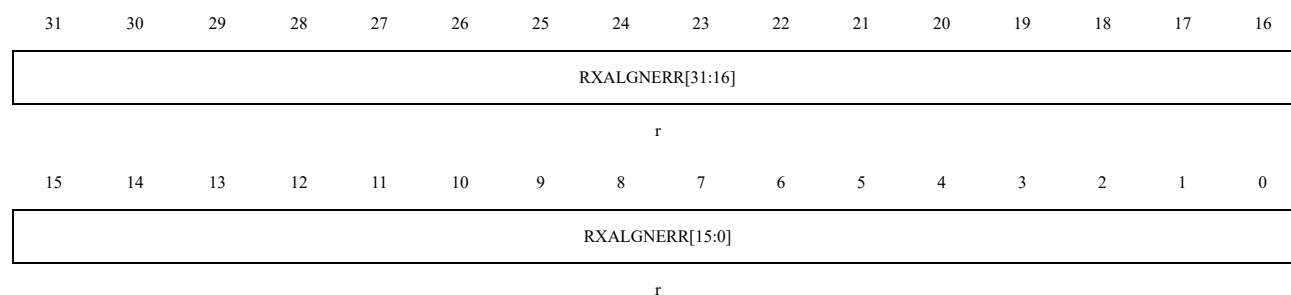 31 30 29 28 27 26 25 24 23 22 21 20 19 18 17 16
RXALGNERR[31:16]
r
15 14 13 12 11 10 9 8 7 6 5 4 3 2 1 0
RXALGNERR[15:0]
r